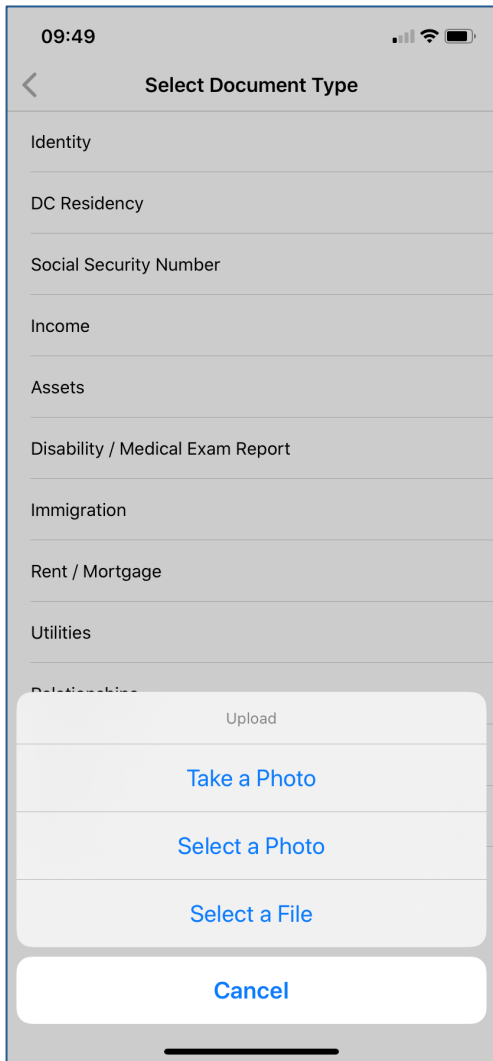 09:49
Select Document Type
Identity
DC Residency
Social Security Number
Income
Assets
Disability / Medical Exam Report
Immigration
Rent / Mortgage
Utilities
Relationships
Upload
Take a Photo
Select a Photo
Select a File
Cancel